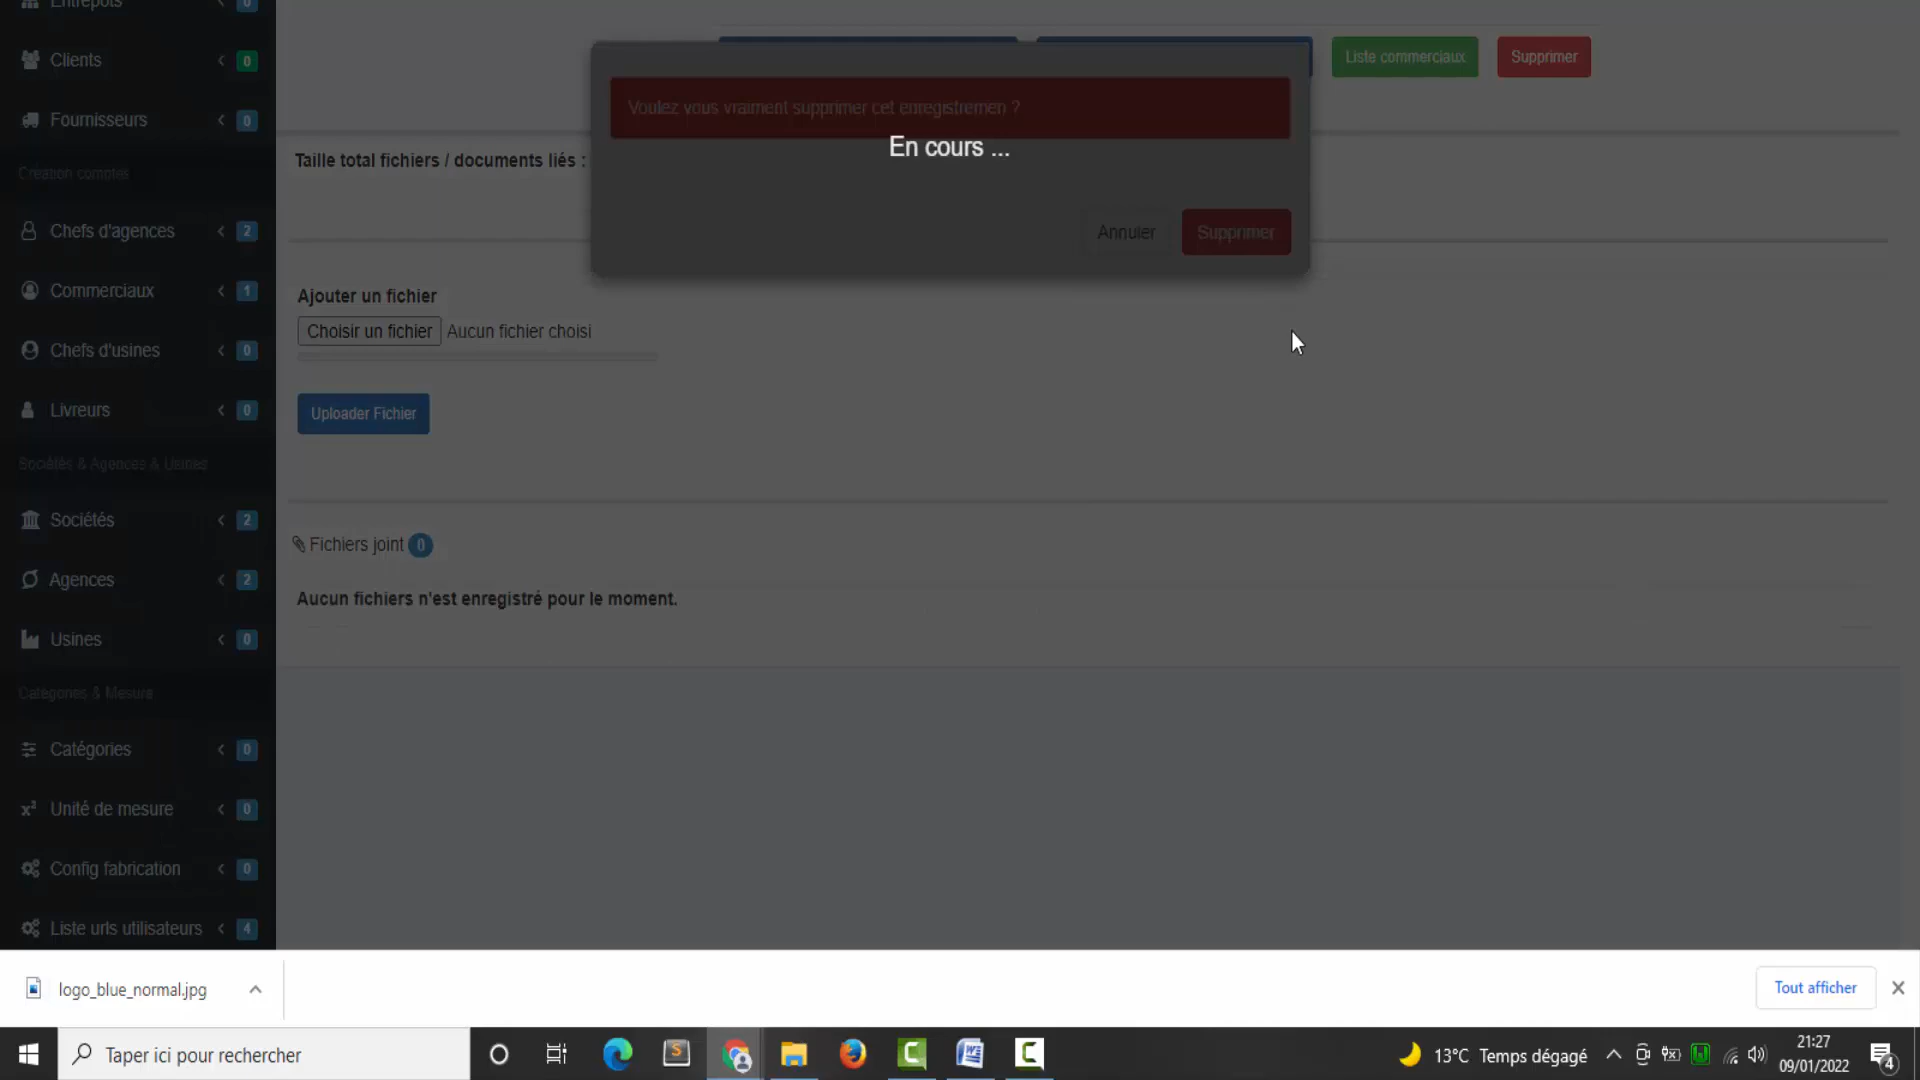 Entrepôts 0
Clients 0
Fournisseurs 0
Création comptes
Chefs d'agences 2
Commerciaux 1
Chefs d'usines 0
Livreurs 0
Sociétés & Agences & Usines
Sociétés 2
Agences 2
Usines 0
Catégories & Mesure
Catégories 0
Unité de mesure 0
Config fabrication 0
Liste urls utilisateurs 4
Liste commerciaux Supprimer
Voulez vous vraiment supprimer cet enregistremen ?
En cours ...
Annuler Supprimer
Taille total fichiers / documents liés :
Ajouter un fichier
Choisir un fichier Aucun fichier choisi
Uploader Fichier
Fichiers joint 0
Aucun fichiers n'est enregistré pour le moment.
logo_blue_normal.jpg Tout afficher
Taper ici pour rechercher
13°C Temps dégagé
21:27
09/01/2022
4